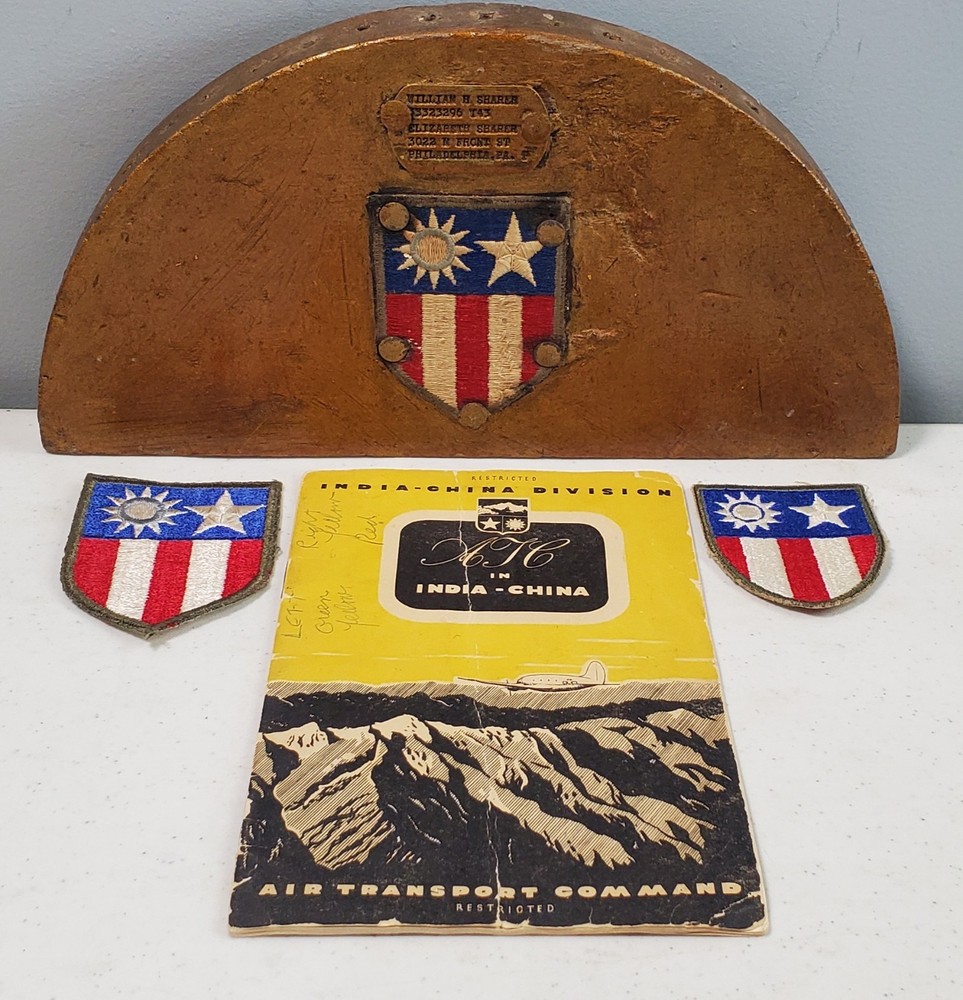 WILLIAM H SHARER
13323296 T43
ELIZABETH SHARER
3022 N FRONT ST
PHILADELPHIA, PA. P
RESTRICTED
INDIA-CHINA DIVISION
Right
Yellow
Red
LEFT
Green
Yellow
ATC
IN
INDIA-CHINA
AIR TRANSPORT COMMAND
RESTRICTED